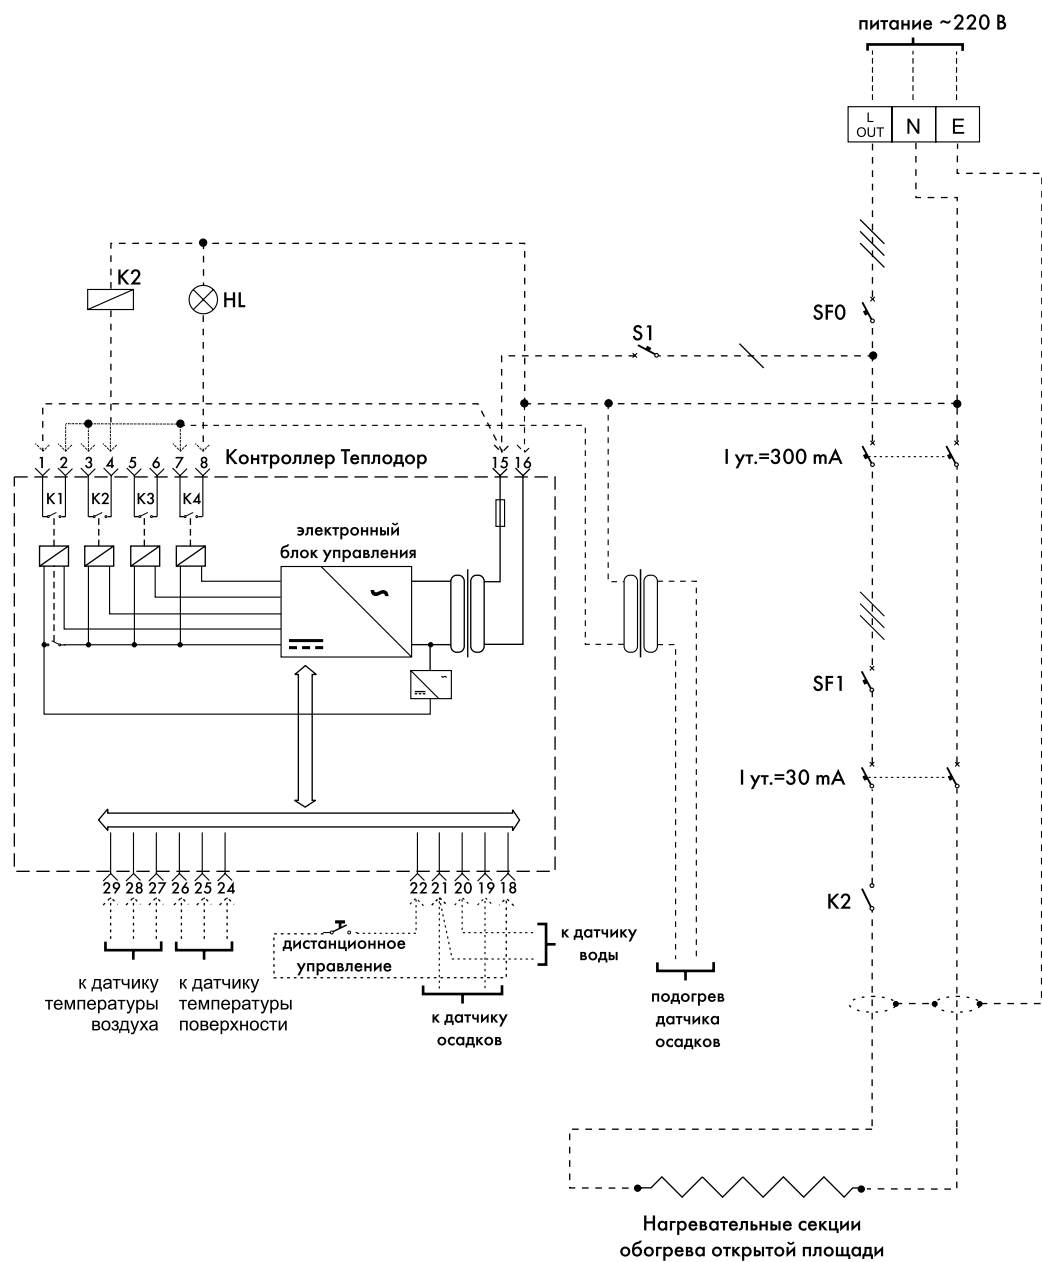 питание ~220 В
L
OUT
N
E
K2
HL
SF0
S1
1 2 3 4 5 6 7 8
Контроллер Теплодор
15 16
I ут.=300 mA
K1
K2
K3
K4
электронный
блок управления
SF1
I ут.=30 mA
29 28 27 26 25 24
22 21 20 19 18
K2
дистанционное
управление
к датчику
воды
к датчику
температуры
воздуха
к датчику
температуры
поверхности
к датчику
осадков
подогрев
датчика
осадков
Нагревательные секции
обогрева открытой площади